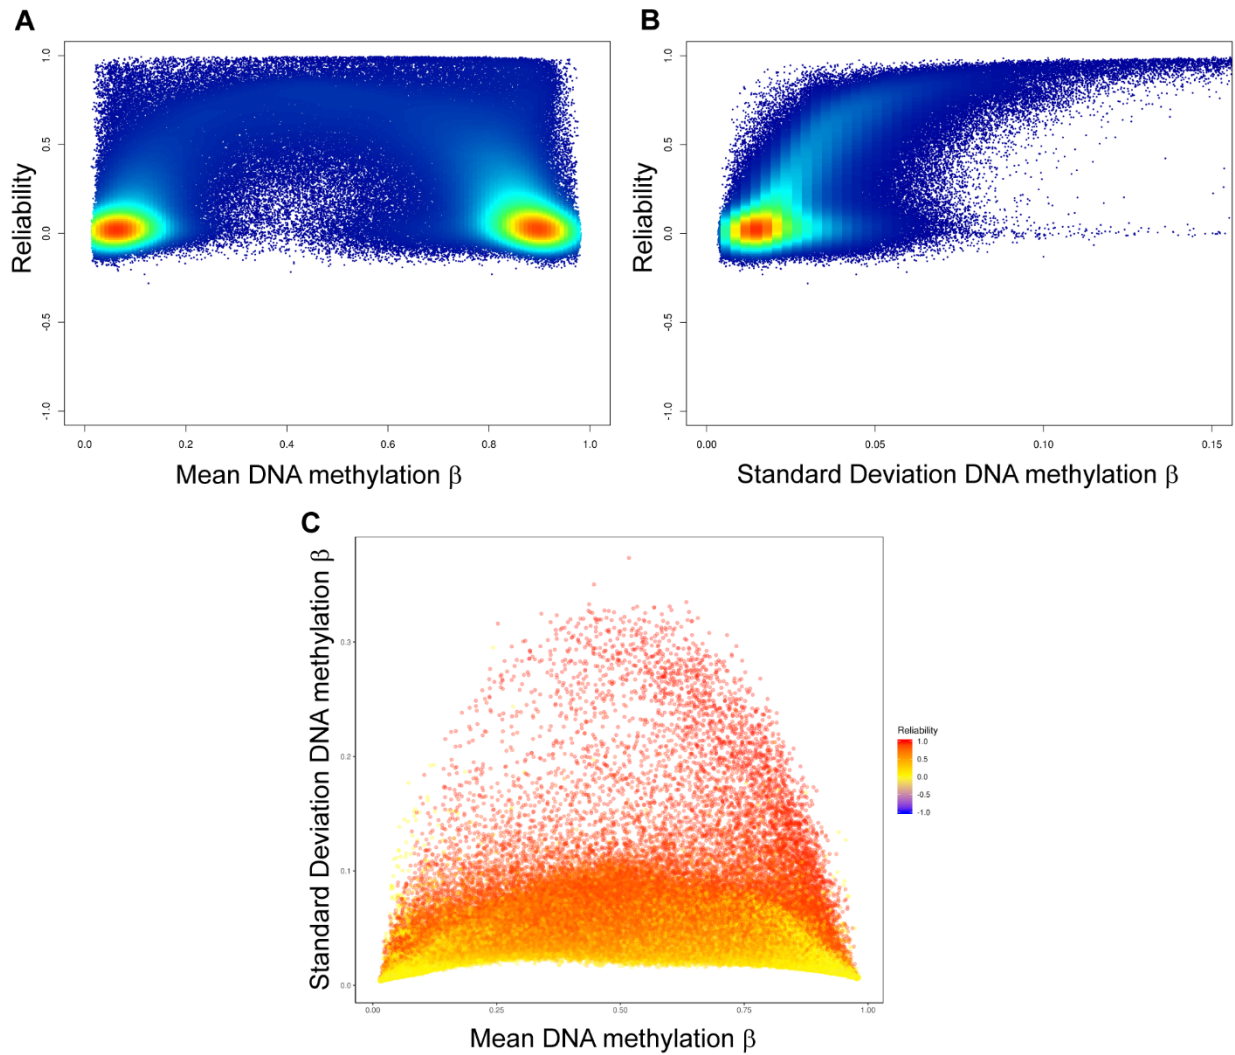 A
Reliability
1.0
0.5
0.0
-0.5
-1.0
0.0 0.2 0.4 0.6 0.8 1.0
Mean DNA methylation β
B
Reliability
1.0
0.5
0.0
-0.5
-1.0
0.00 0.05 0.10 0.15
Standard Deviation DNA methylation β
C
Standard Deviation DNA methylation β
0.3
0.2
0.1
0.0
0.00 0.25 0.50 0.75 1.00
Mean DNA methylation β
Reliability
1.0
0.5
0.0
-0.5
-1.0